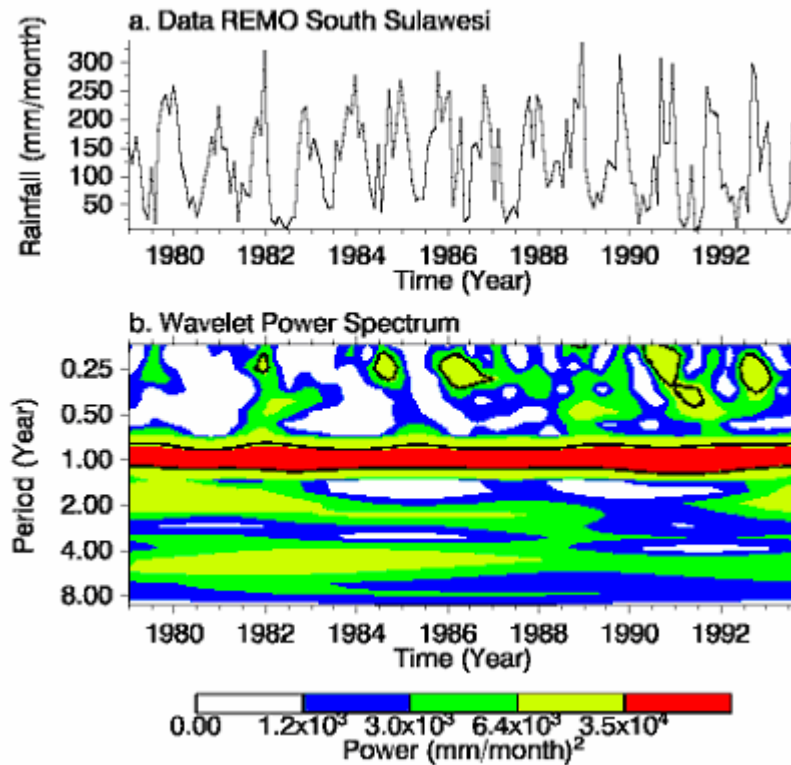 a. Data REMO South Sulawesi
Rainfall (mm/month)
300
250
200
150
100
50
1980 1982 1984 1986 1988 1990 1992
Time (Year)
b. Wavelet Power Spectrum
Period (Year)
0.25
0.50
1.00
2.00
4.00
8.00
1980 1982 1984 1986 1988 1990 1992
Time (Year)
0.00 1.2x10³ 3.0x10³ 6.4x10³ 3.5x10⁴
Power (mm/month)²